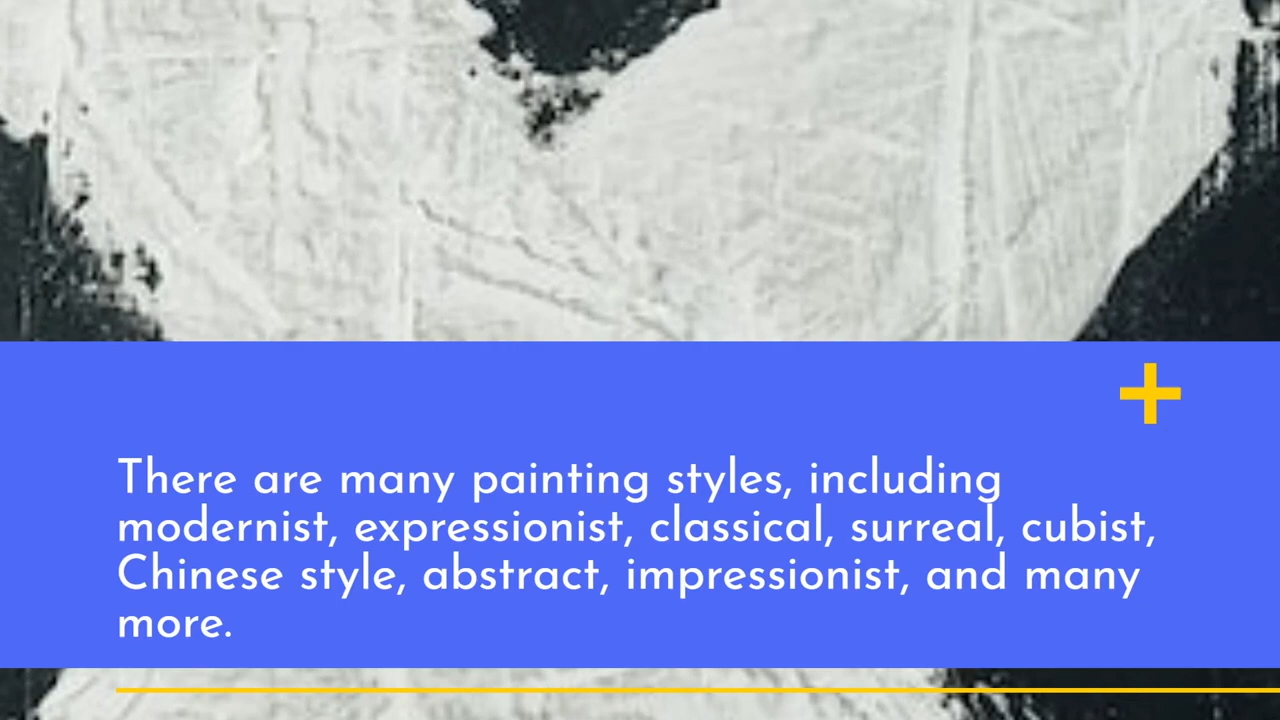 There are many painting styles, including
modernist, expressionist, classical, surreal, cubist,
Chinese style, abstract, impressionist, and many
more.